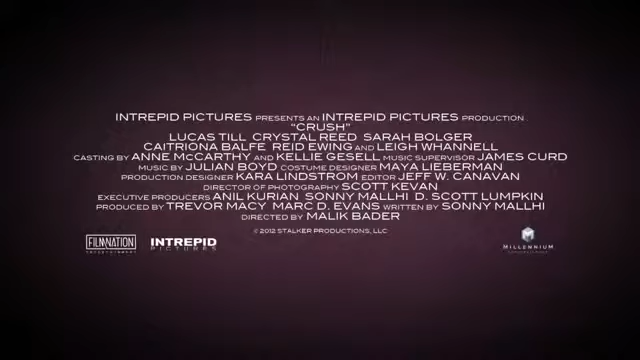 INTREPID PICTURES PRESENTS AN INTREPID PICTURES PRODUCTION
"CRUSH"
LUCAS TILL CRYSTAL REED SARAH BOLGER
CAITRIONA BALFE REID EWING AND LEIGH WHANNELL
CASTING BY ANNE McCARTHY AND KELLIE GESELL MUSIC SUPERVISOR JAMES CURD
MUSIC BY JULIAN BOYD COSTUME DESIGNER MAYA LIEBERMAN
PRODUCTION DESIGNER KARA LINDSTROM EDITOR JEFF W. CANAVAN
DIRECTOR OF PHOTOGRAPHY SCOTT KEVAN
EXECUTIVE PRODUCERS ANIL KURIAN SONNY MALLHI D. SCOTT LUMPKIN
PRODUCED BY TREVOR MACY MARC D. EVANS WRITTEN BY SONNY MALLHI
DIRECTED BY MALIK BADER
© 2012 STALKER PRODUCTIONS, LLC
FILMNATION
ENTERTAINMENT
INTREPID
PICTURES
MILLENNIUM